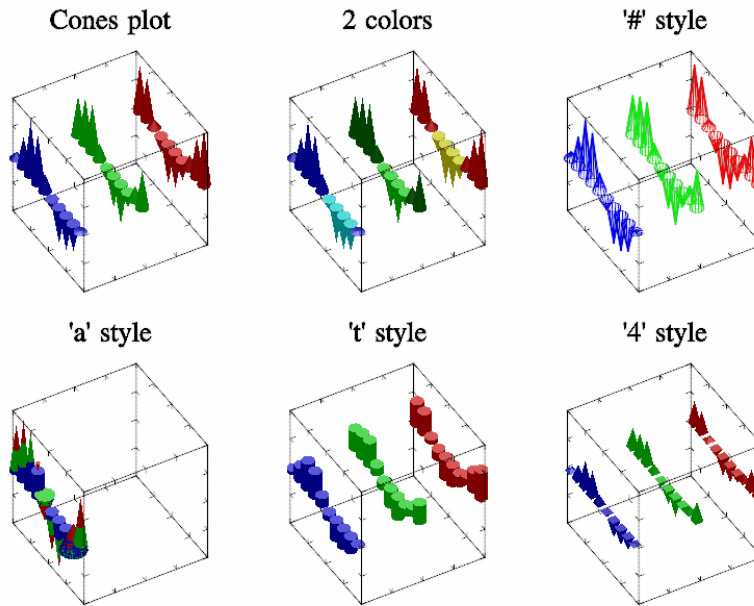 Cones plot
2 colors
'#' style
'a' style
't' style
'4' style